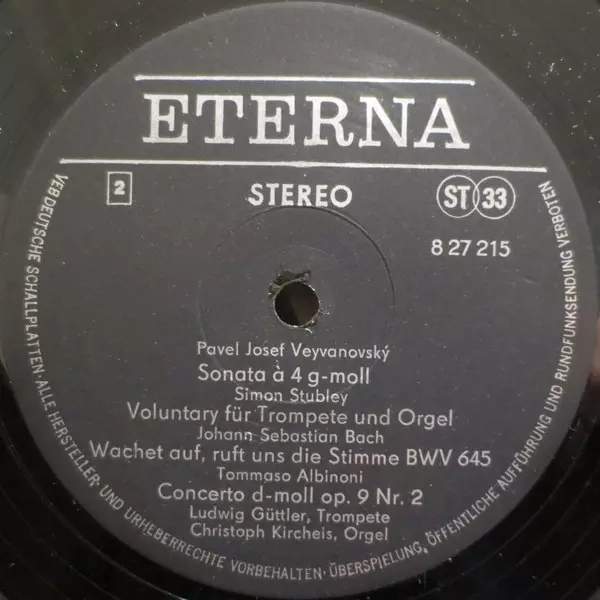 ETERNA
2 STEREO ST 33
8 27 215
Pavel Josef Veyvanovský
Sonata à 4 g-moll
Simon Stubley
Voluntary für Trompete und Orgel
Johann Sebastian Bach
Wachet auf, ruft uns die Stimme BWV 645
Tommaso Albinoni
Concerto d-moll op. 9 Nr. 2
Ludwig Güttler, Trompete
Christoph Kircheis, Orgel
VEB DEUTSCHE SCHALLPLATTEN · ALLE HERSTELLER- UND URHEBERRECHTE VORBEHALTEN · ÜBERSPIELUNG, ÖFFENTLICHE AUFFÜHRUNG UND RUNDFUNKSENDUNG VERBOTEN